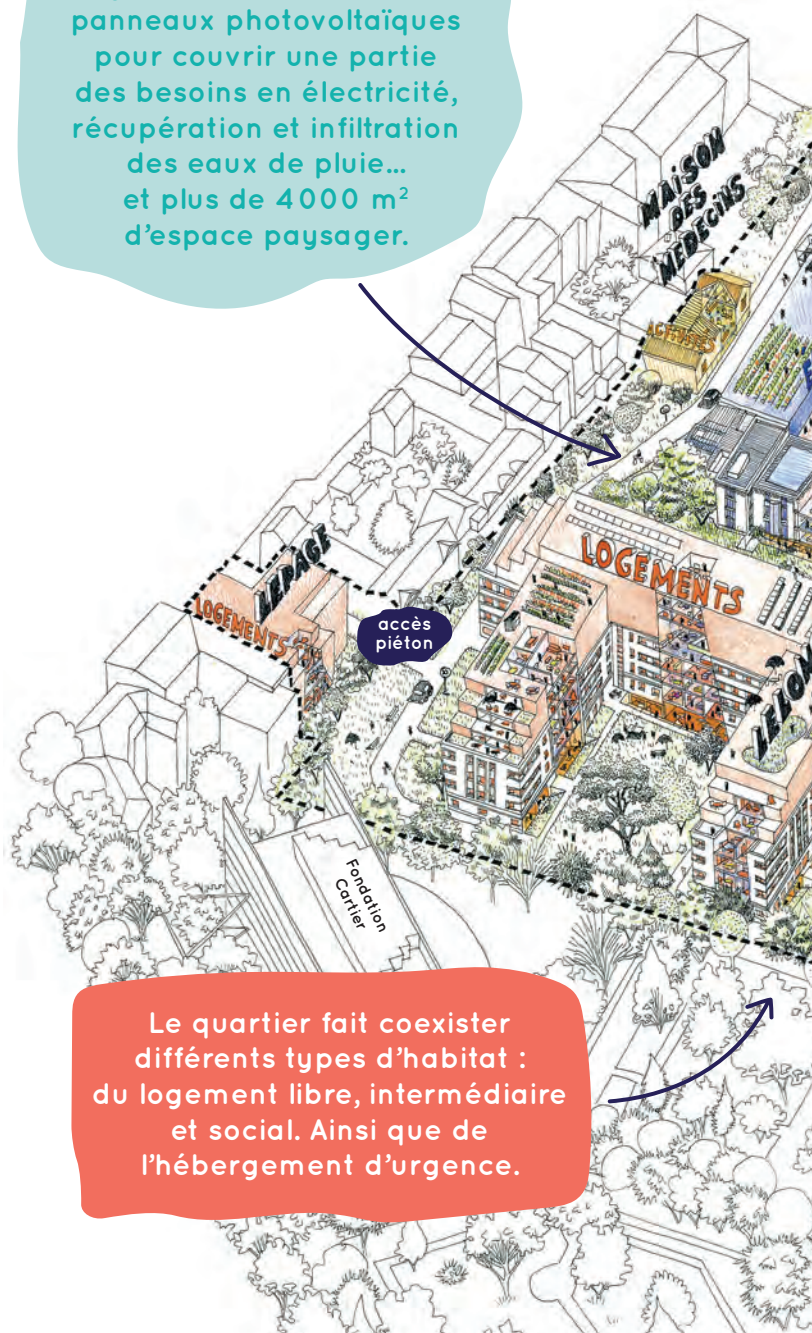 panneaux photovoltaïques
pour couvrir une partie
des besoins en électricité,
récupération et infiltration
des eaux de pluie...
et plus de 4000 m²
d'espace paysager.
MAiSON
DES
MEDECiNS
ACTiVITÉS
LOGEMENTS
LEPAGE
LOGEMENTS
accès
piéton
Fondation
Cartier
Le quartier fait coexister
différents types d'habitat :
du logement libre, intermédiaire
et social. Ainsi que de
l'hébergement d'urgence.